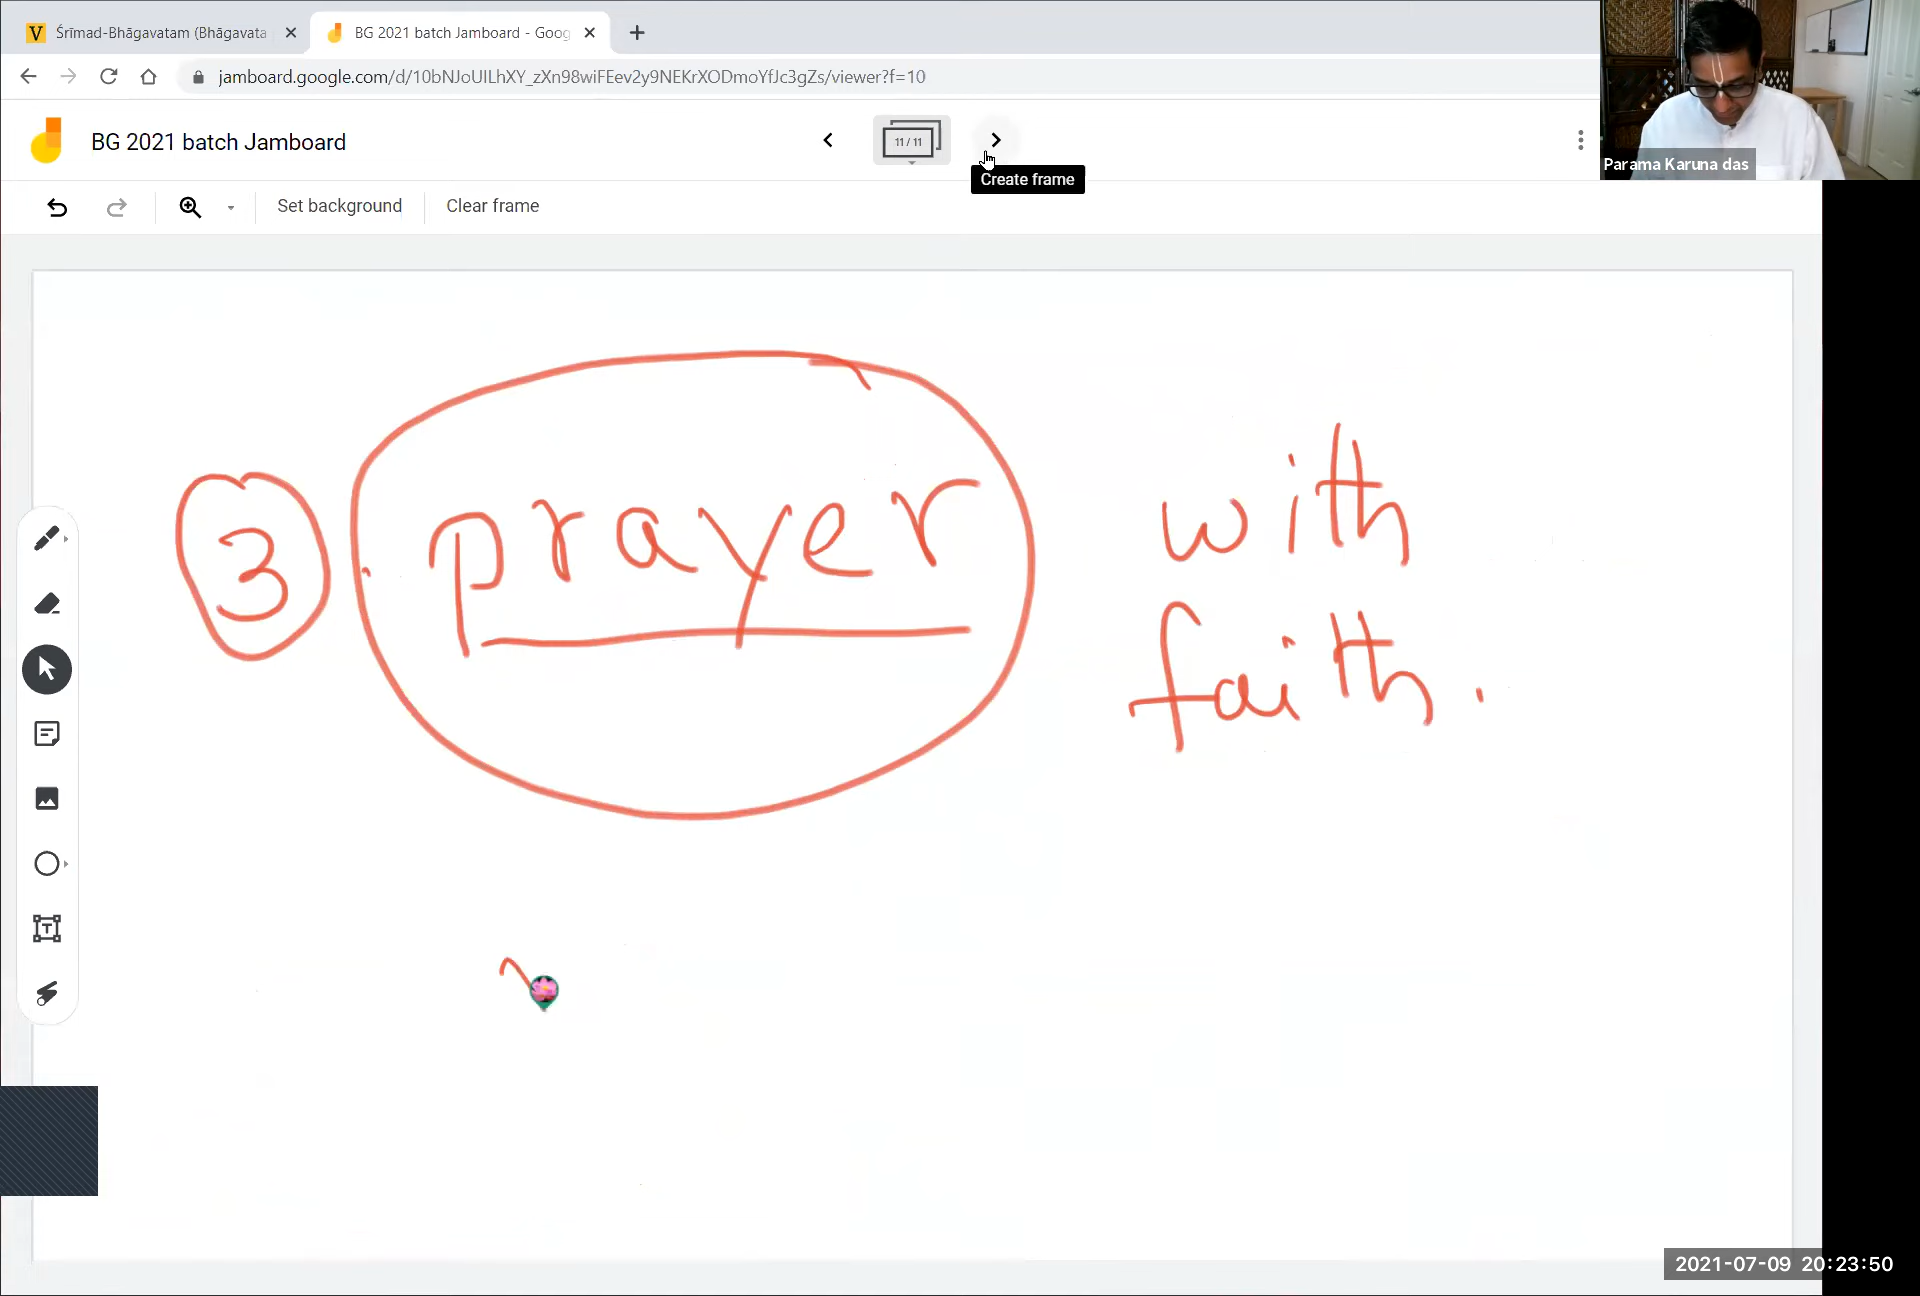 Śrīmad-Bhāgavatam (Bhāgavata
BG 2021 batch Jamboard - Goog
jamboard.google.com/d/10bNJoUILhXY_zXn98wiFEev2y9NEKrXODmoYfJc3gZs/viewer?f=10
BG 2021 batch Jamboard
11 / 11
Create frame
Parama Karuna das
Set background Clear frame
3. prayer with
faith.
2021-07-09 20:23:50